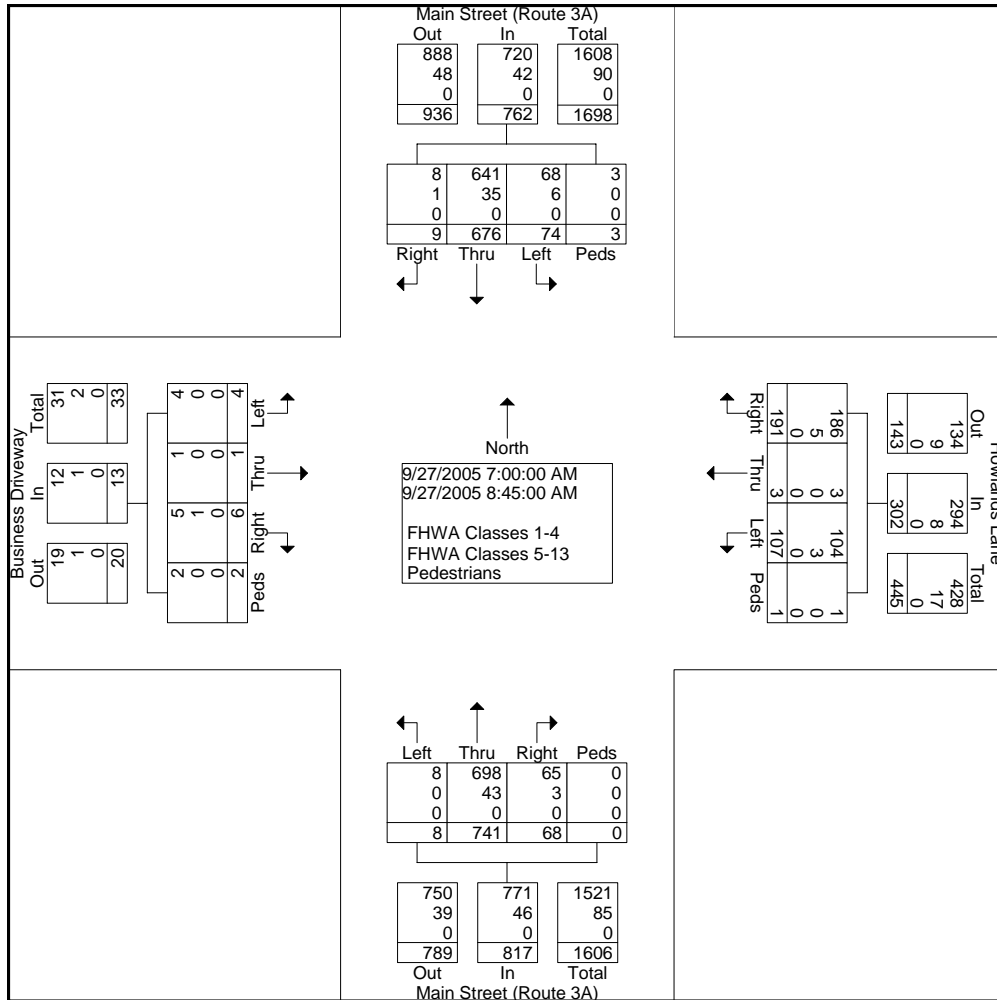 Main Street (Route 3A)
Out In Total
888 720 1608
48 42 90
0 0 0
936 762 1698
8 641 68 3
1 35 6 0
0 0 0 0
9 676 74 3
Right Thru Left Peds
Business Driveway
Total In Out
31 12 19
2 1 1
0 0 0
33 13 20
4 1 5 2
0 0 1 0
0 0 0 0
4 1 6 2
Left Thru Right Peds
North
9/27/2005 7:00:00 AM
9/27/2005 8:45:00 AM
FHWA Classes 1-4
FHWA Classes 5-13
Pedestrians
Right Thru Left Peds
191 3 107 1
0 0 0 0
5 0 3 0
186 3 104 1
143 302 445
0 0 0
9 8 17
134 294 428
Out In Total
Howlands Lane
Left Thru Right Peds
8 698 65 0
0 43 3 0
0 0 0 0
8 741 68 0
750 771 1521
39 46 85
0 0 0
789 817 1606
Out In Total
Main Street (Route 3A)